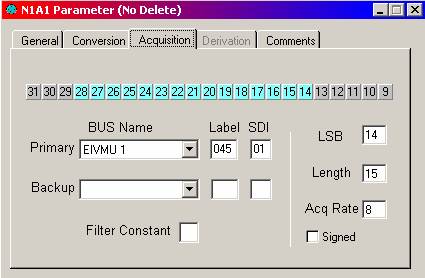 N1A1 Parameter (No Delete)
General Conversion Acquisition Derivation Comments
31 30 29 28 27 26 25 24 23 22 21 20 19 18 17 16 15 14 13 12 11 10 9
BUS Name Label SDI
Primary EIVMU 1 045 01
LSB 14
Backup
Length 15
Filter Constant
Acq Rate 8
Signed